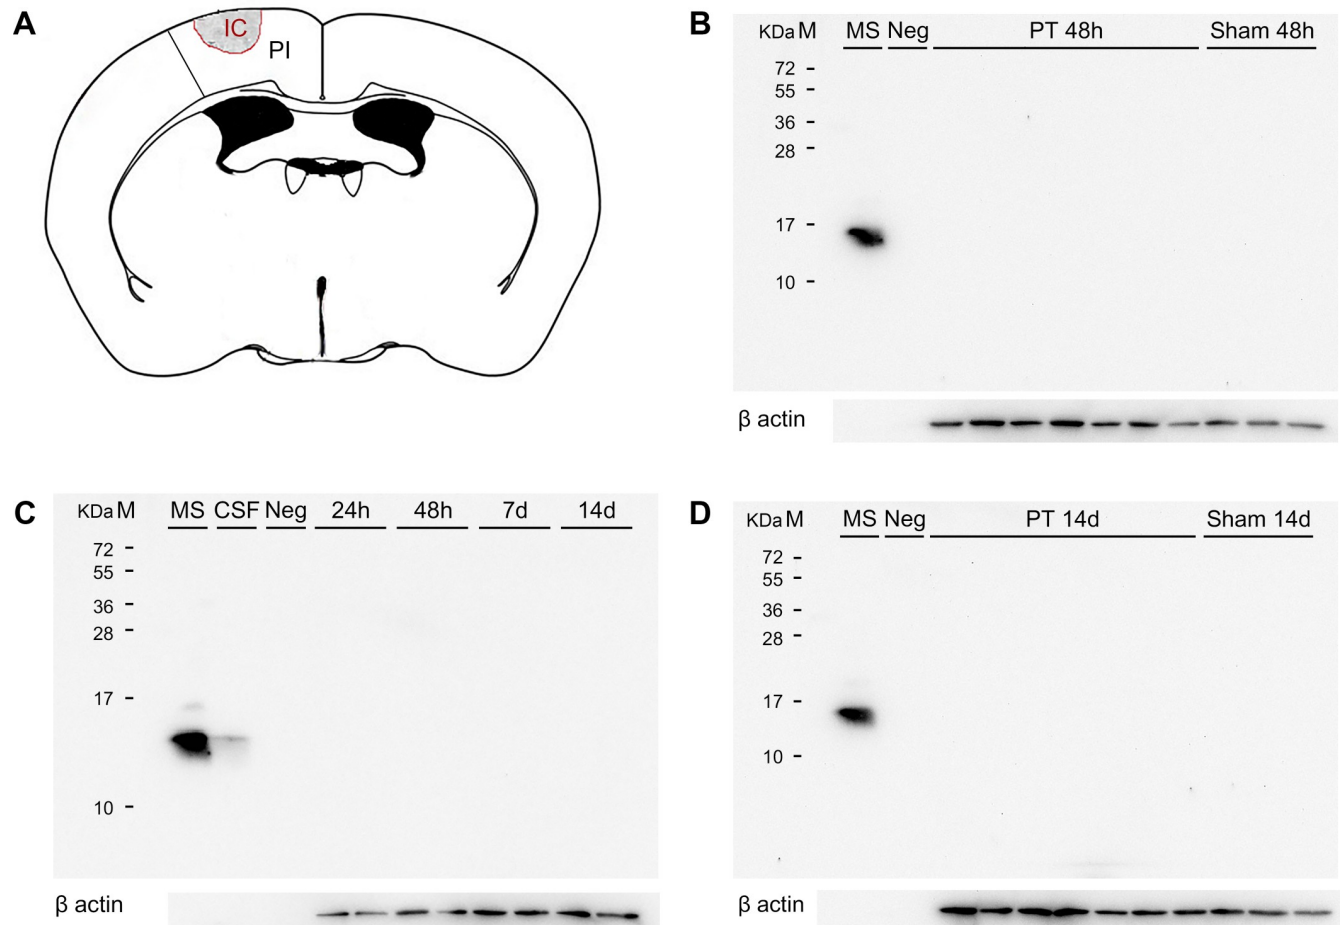 A
IC
PI
B
KDa M MS Neg PT 48h Sham 48h
72
55
36
28
17
10
β actin
C
KDa M MS CSF Neg 24h 48h 7d 14d
72
55
36
28
17
10
β actin
D
KDa M MS Neg PT 14d Sham 14d
72
55
36
28
17
10
β actin